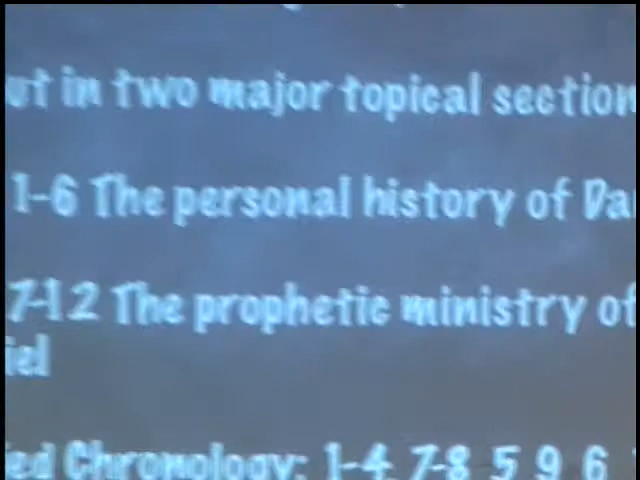 in two major topical section
1-6 The personal history of Da
7-12 The prophetic ministry of
iel
ed Chronology: 1-4, 7-8, 5, 9, 6,